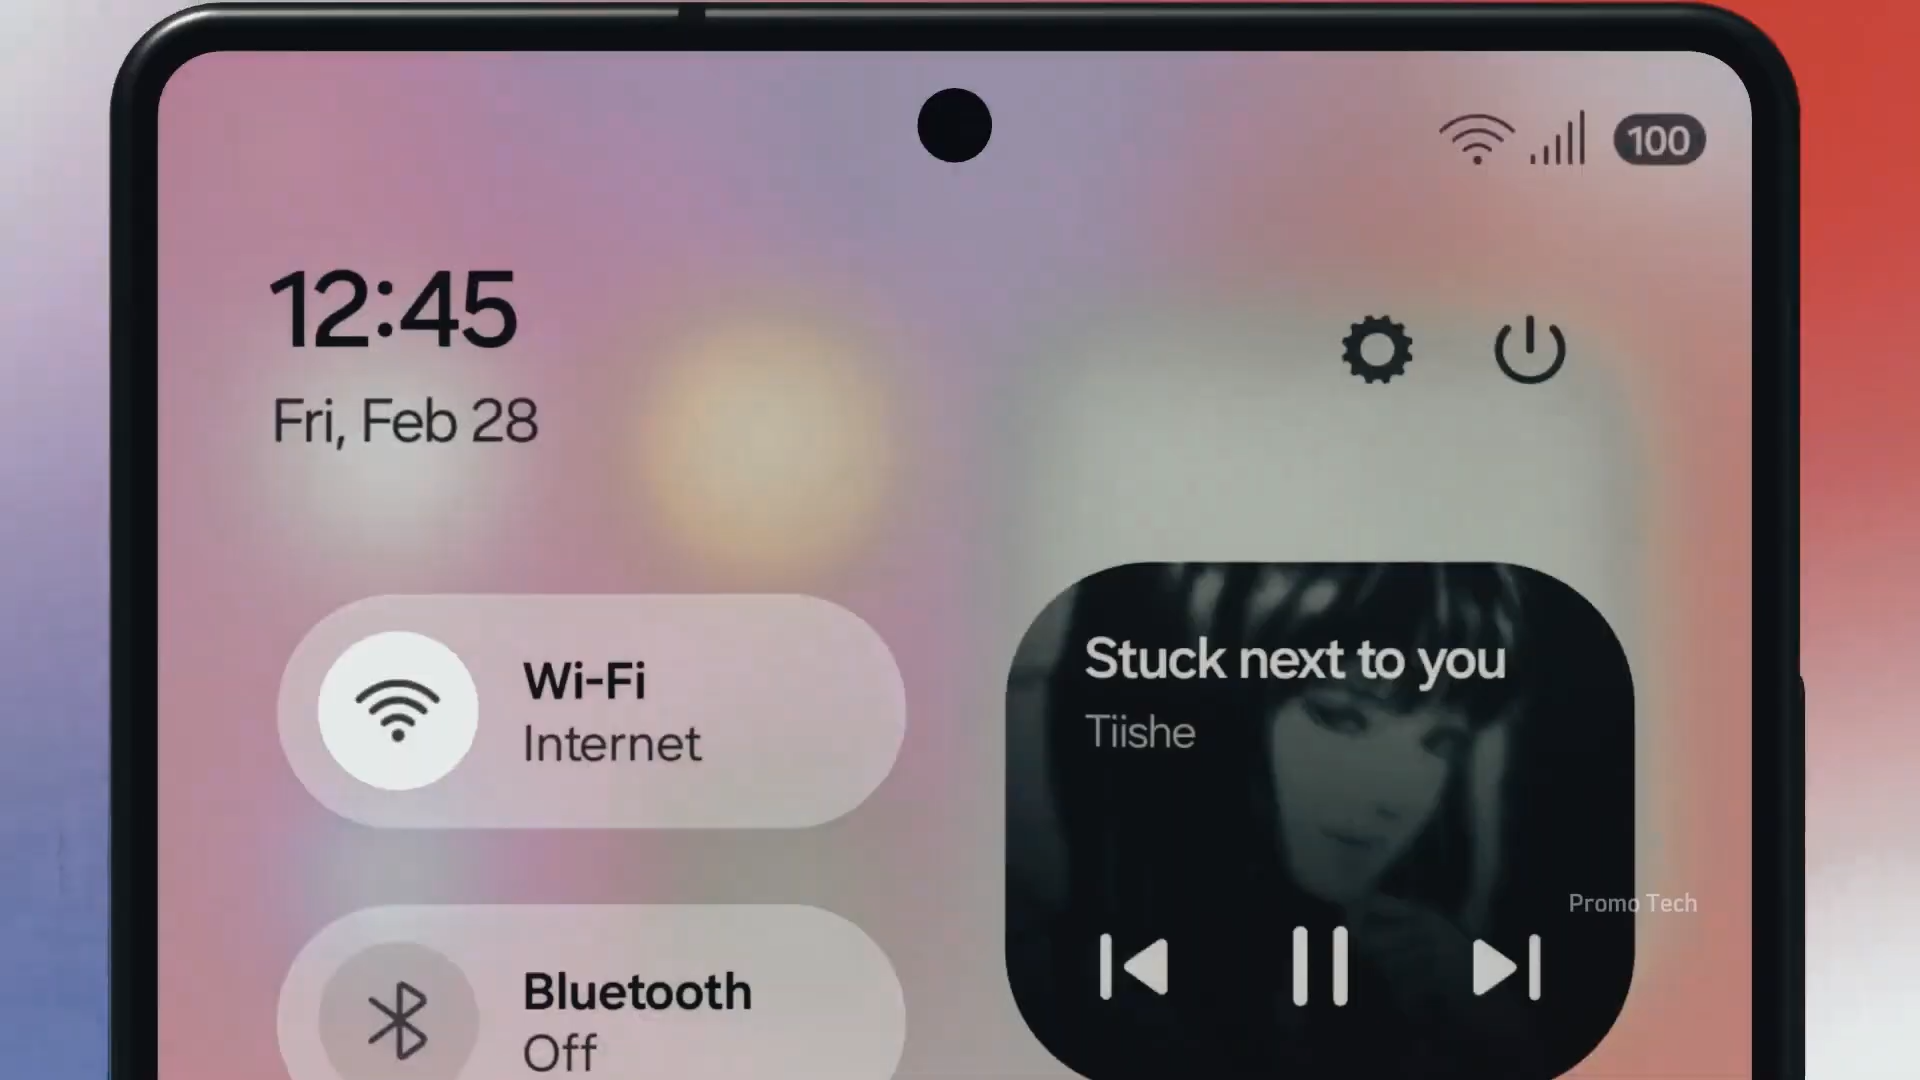 100
12:45
Fri, Feb 28
Wi-Fi
Internet
Stuck next to you
Tiishe
Promo Tech
Bluetooth
Off